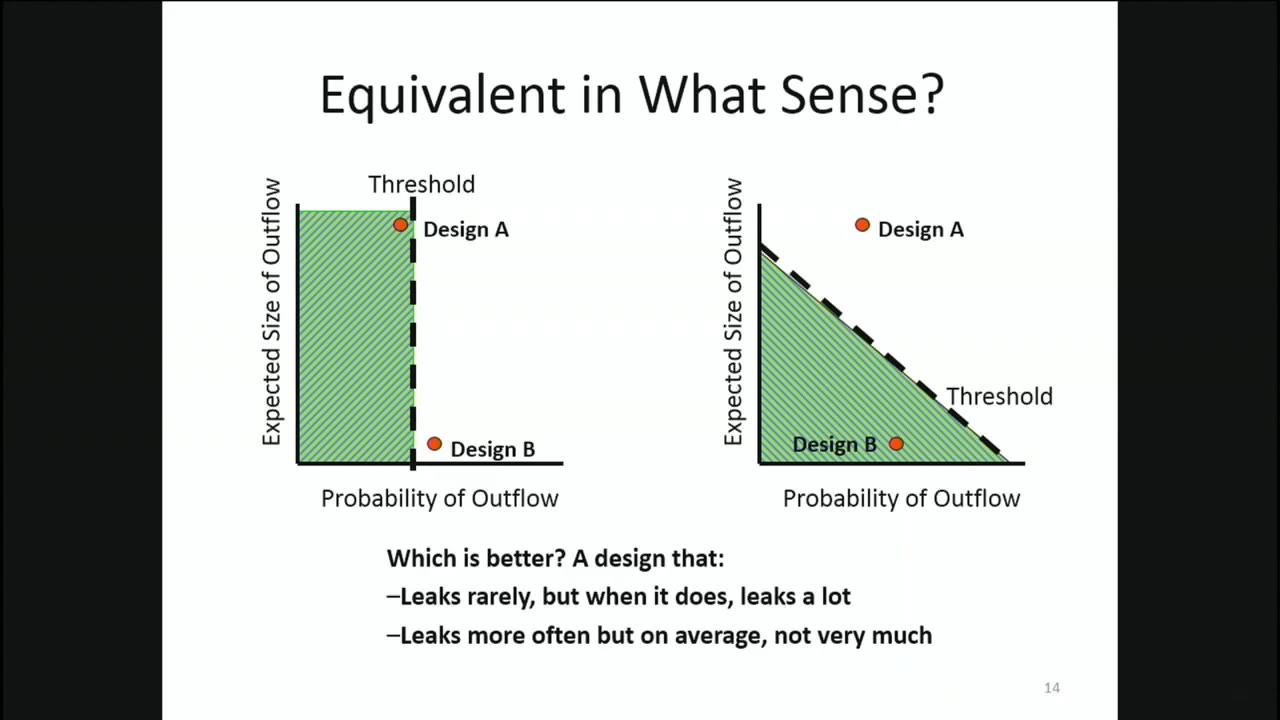 Equivalent in What Sense?
Threshold
Expected Size of Outflow
Design A
Design B
Probability of Outflow
Expected Size of Outflow
Design A
Threshold
Design B
Probability of Outflow
Which is better? A design that:
–Leaks rarely, but when it does, leaks a lot
–Leaks more often but on average, not very much
14